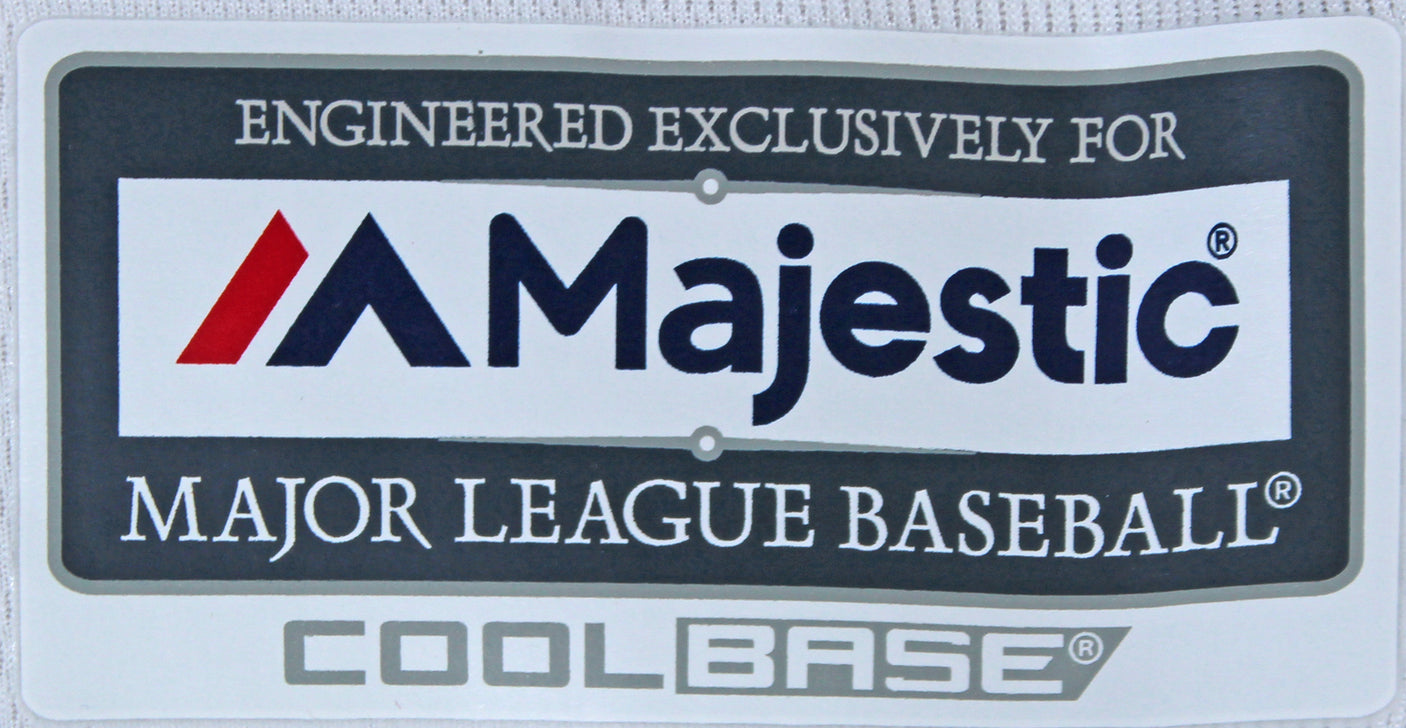 ENGINEERED EXCLUSIVELY FOR
Majestic®
MAJOR LEAGUE BASEBALL®
COOLBASE®